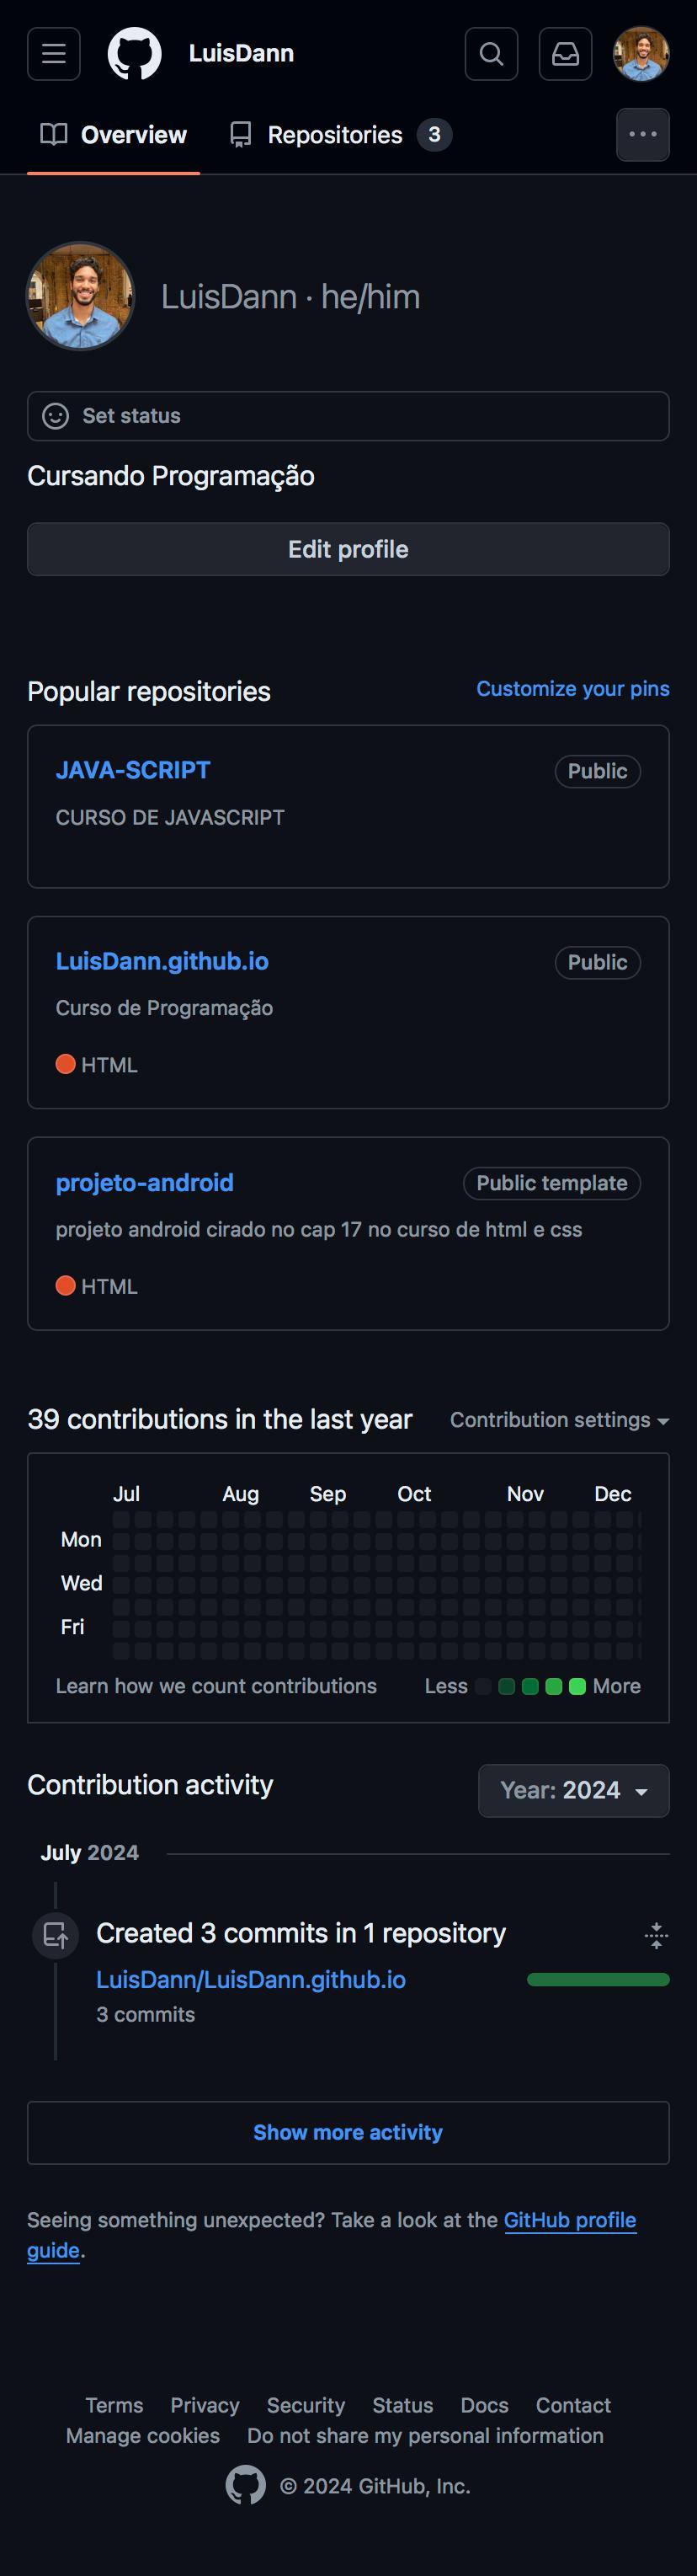 LuisDann
Overview
Repositories 3
LuisDann · he/him
Set status
Cursando Programação
Edit profile
Popular repositories
Customize your pins
JAVA-SCRIPT
Public
CURSO DE JAVASCRIPT
LuisDann.github.io
Public
Curso de Programação
HTML
projeto-android
Public template
projeto android cirado no cap 17 no curso de html e css
HTML
39 contributions in the last year
Contribution settings
Jul Aug Sep Oct Nov Dec
Mon
Wed
Fri
Learn how we count contributions
Less More
Contribution activity
Year: 2024
July 2024
Created 3 commits in 1 repository
LuisDann/LuisDann.github.io
3 commits
Show more activity
Seeing something unexpected? Take a look at the GitHub profile
guide.
Terms Privacy Security Status Docs Contact
Manage cookies Do not share my personal information
© 2024 GitHub, Inc.